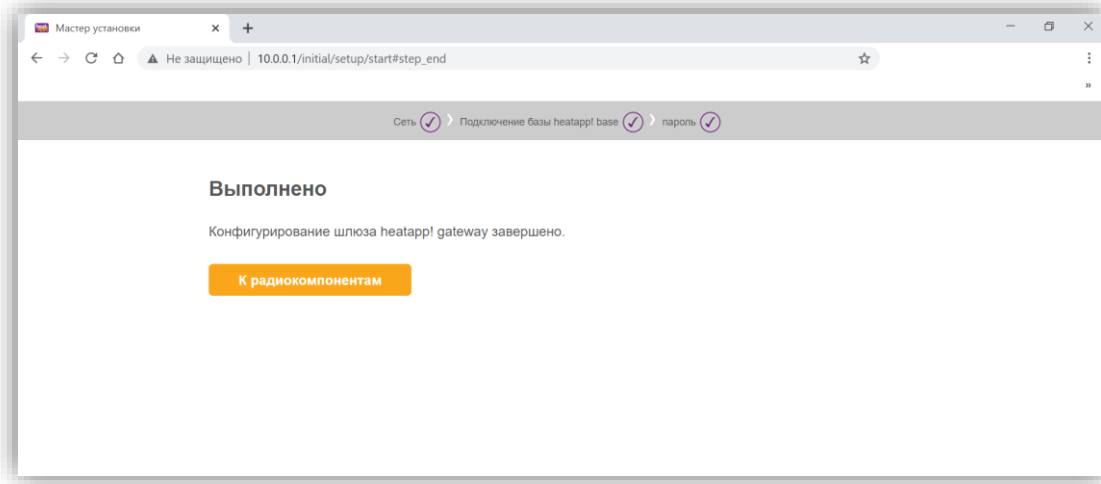 Мастер установки
Не защищено | 10.0.0.1/initial/setup/start#step_end
Сеть Подключение базы heatapp! base пароль
Выполнено
Конфигурирование шлюза heatapp! gateway завершено.
К радиокомпонентам